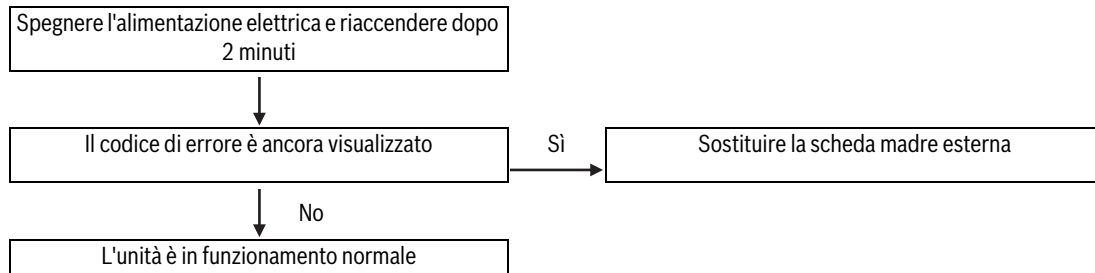 Spegnere l'alimentazione elettrica e riaccendere dopo
2 minuti
Il codice di errore è ancora visualizzato
Sì
Sostituire la scheda madre esterna
No
L'unità è in funzionamento normale